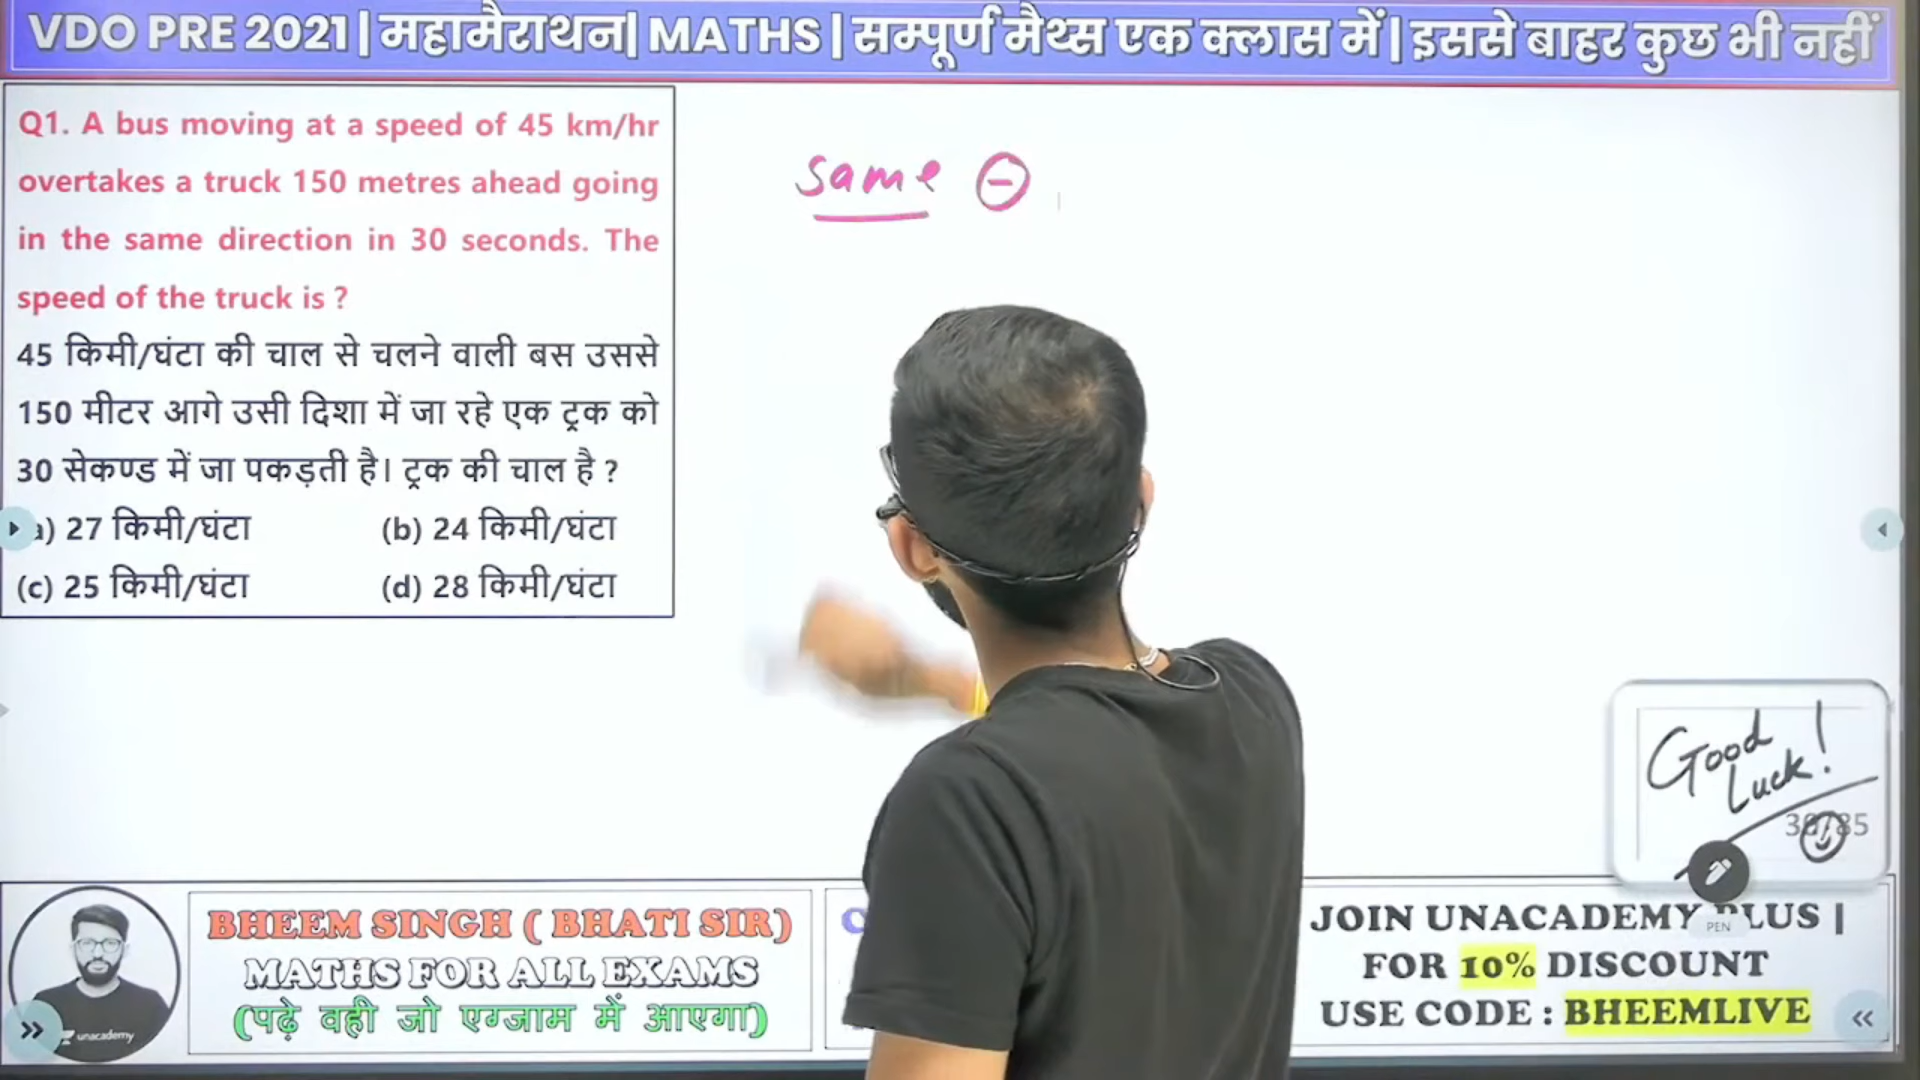 VDO PRE 2021 | महामैराथन| MATHS | सम्पूर्ण मैथ्स एक क्लास में | इससे बाहर कुछ भी नहीं
Q1. A bus moving at a speed of 45 km/hr
overtakes a truck 150 metres ahead going
in the same direction in 30 seconds. The
speed of the truck is ?
45 किमी/घंटा की चाल से चलने वाली बस उससे
150 मीटर आगे उसी दिशा में जा रहे एक ट्रक को
30 सेकण्ड में जा पकड़ती है। ट्रक की चाल है ?
a) 27 किमी/घंटा (b) 24 किमी/घंटा
(c) 25 किमी/घंटा (d) 28 किमी/घंटा
same ⊖
Good
Luck!
BHEEM SINGH ( BHATI SIR)
MATHS FOR ALL EXAMS
(पढ़े वही जो एग्जाम में आएगा)
unacademy
JOIN UNACADEMY PLUS |
FOR 10% DISCOUNT
USE CODE : BHEEMLIVE
PEN